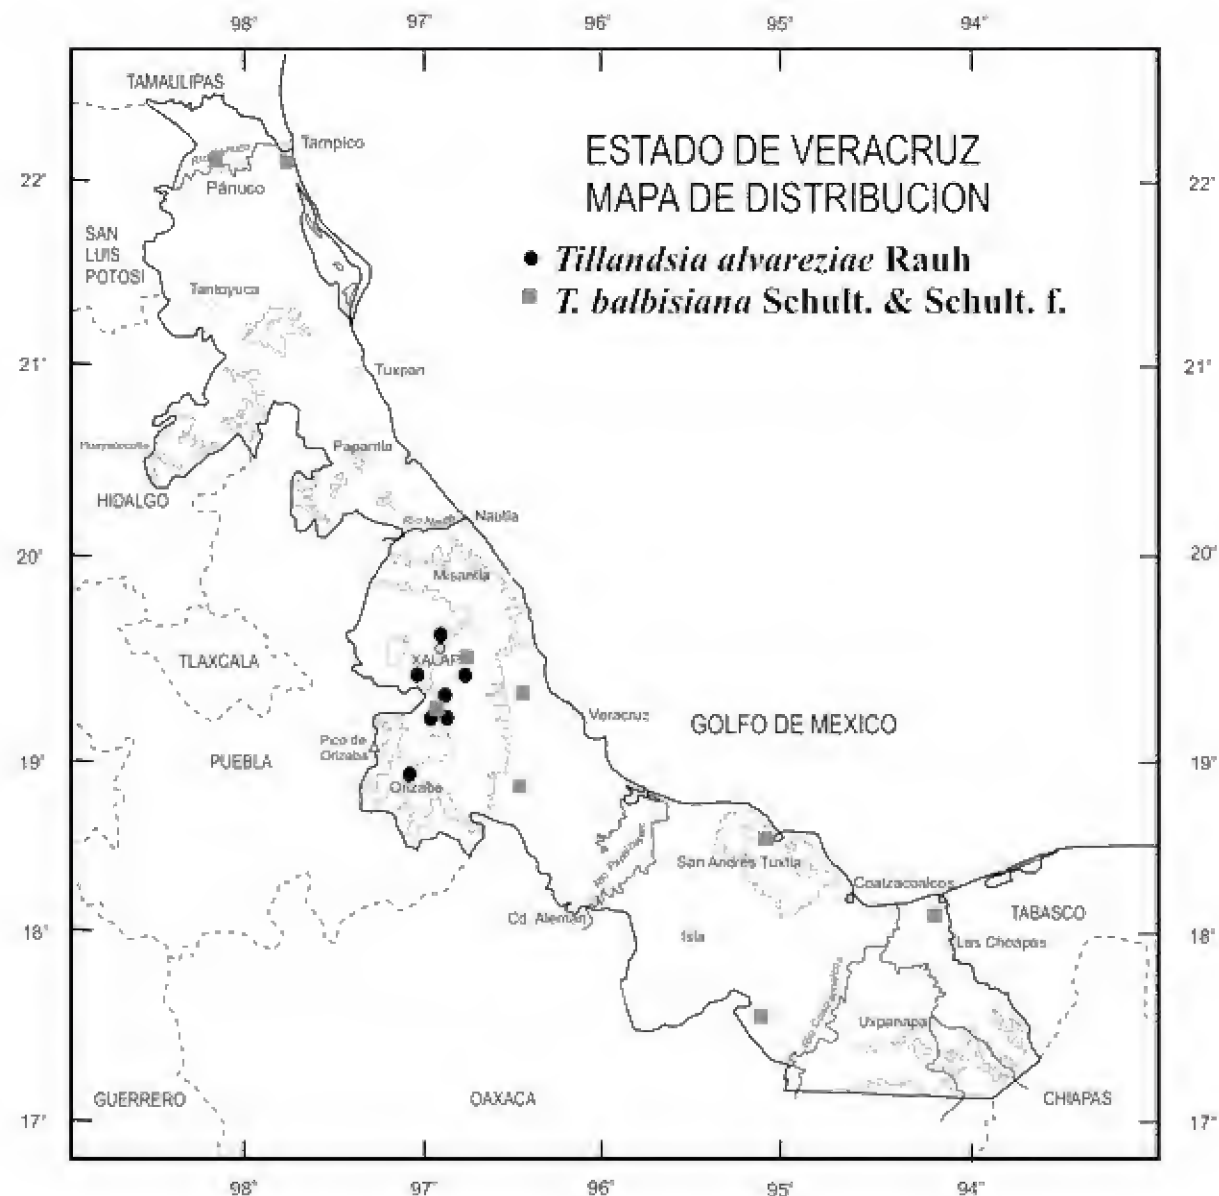 98° 97° 96° 95° 94°
TAMAULIPAS
Tampico
ESTADO DE VERACRUZ
MAPA DE DISTRIBUCION
Tillandsia alvareziae Rauh
T. balbisiana Schult. & Schult. f.
22° 22°
Pánuco
SAN
LUIS
POTOSI
Tantoyuca
21° 21°
Tuxpan
Papantla
HIDALGO
Nautla
20° 20°
Misantla
TLAXCALA
Veracruz
GOLFO DE MEXICO
Pico de
Orizaba
PUEBLA
19° 19°
Orizaba
San Andrés Tuxtla
Coatzacoalcos
Cd. Alemán
TABASCO
18° 18°
Isla
Las Choapas
Uxpanapa
GUERRERO
OAXACA
CHIAPAS
17° 17°
98° 97° 96° 95° 94°